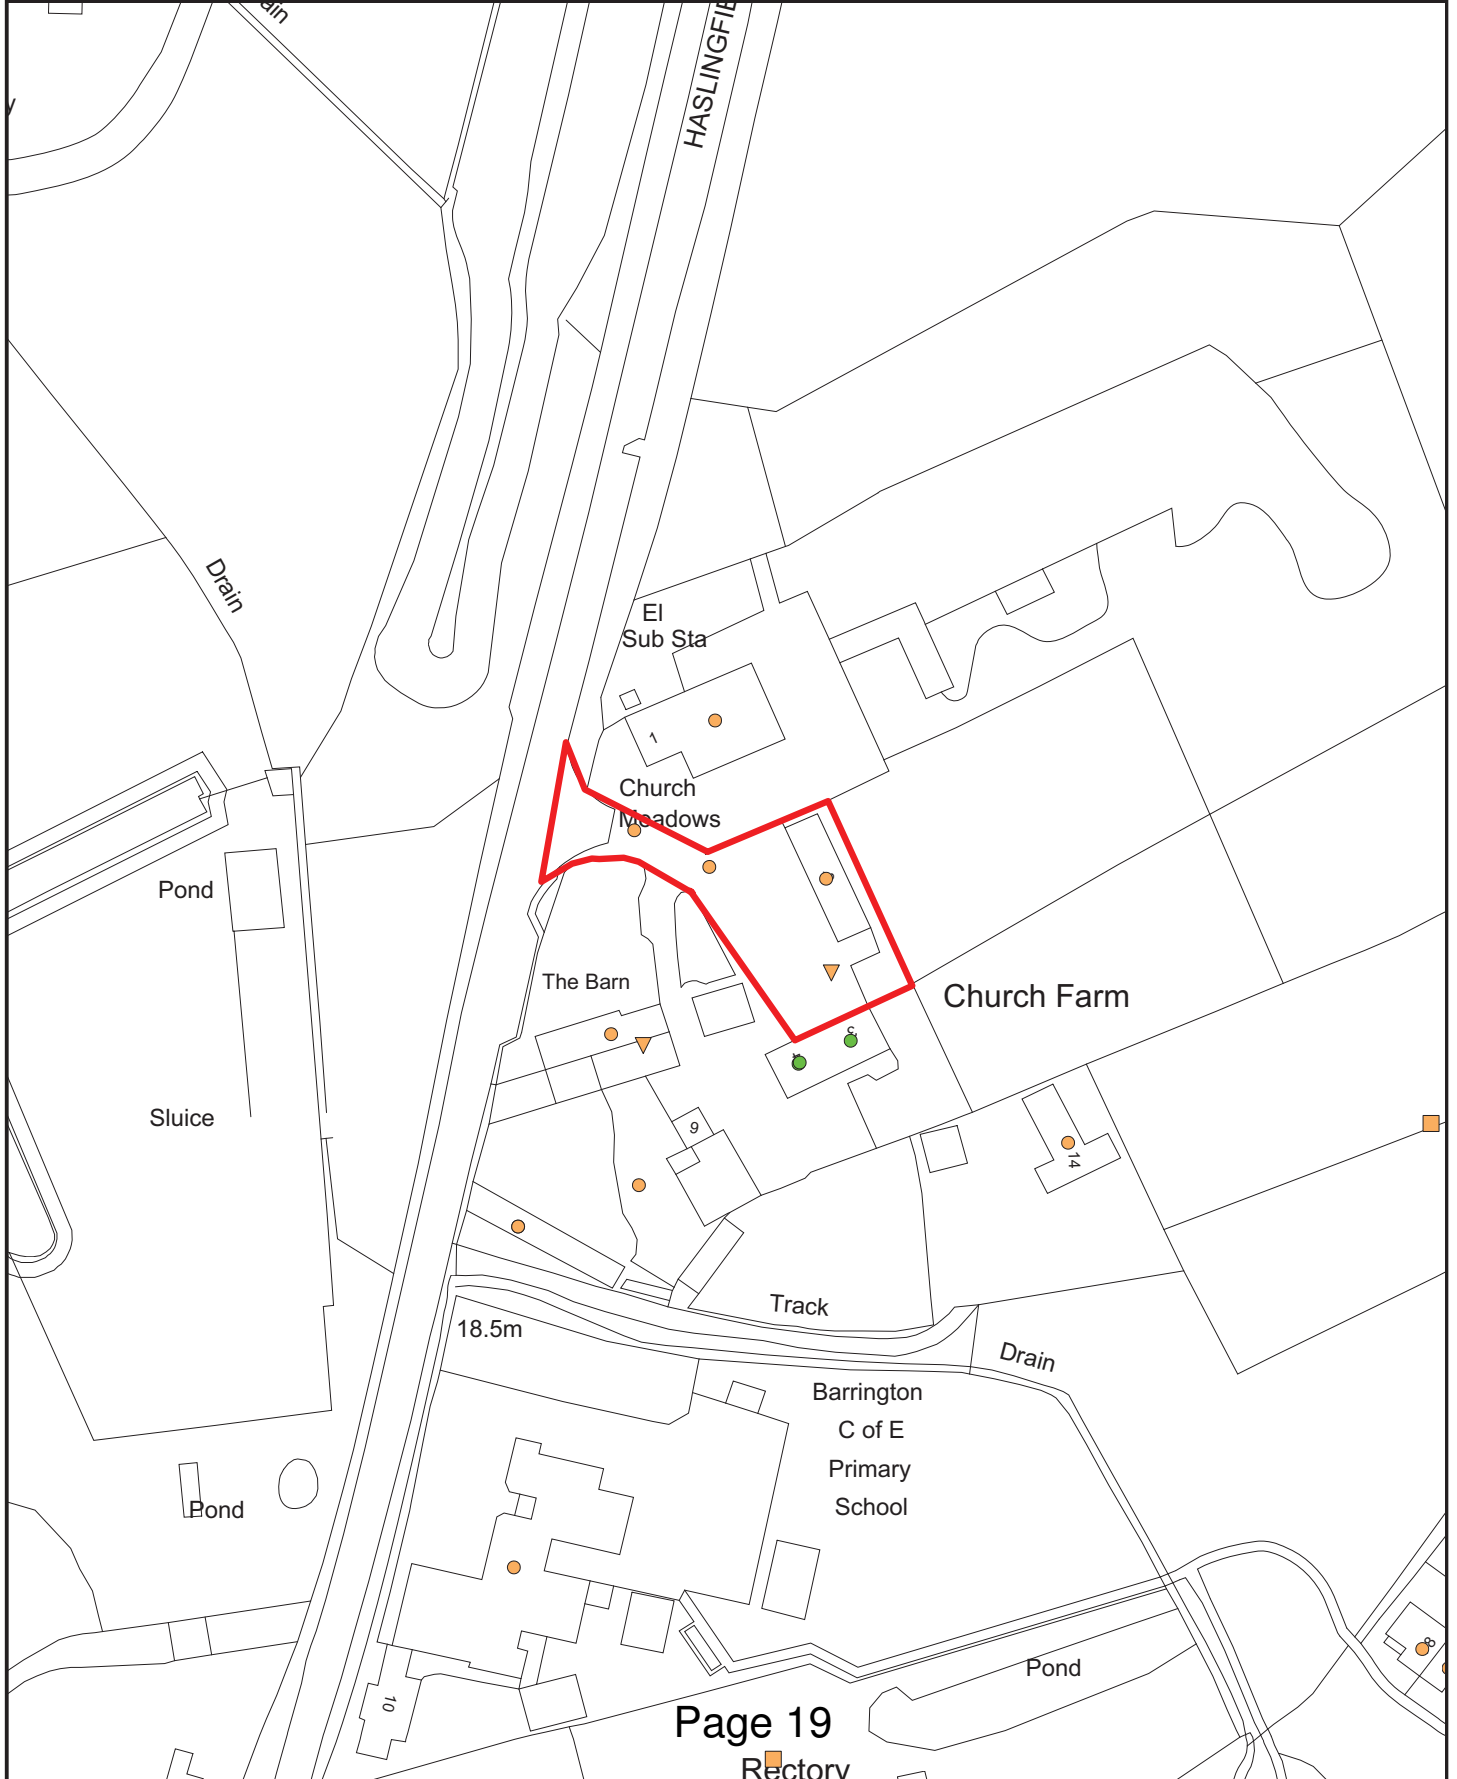 HASLINGFIE
Drain
El
Sub Sta
1
Church
Meadows
Pond
The Barn
Church Farm
Sluice
9
14
Track
18.5m
Drain
Barrington
C of E
Primary
School
Pond
8
Pond
10
Page 19
Rectory